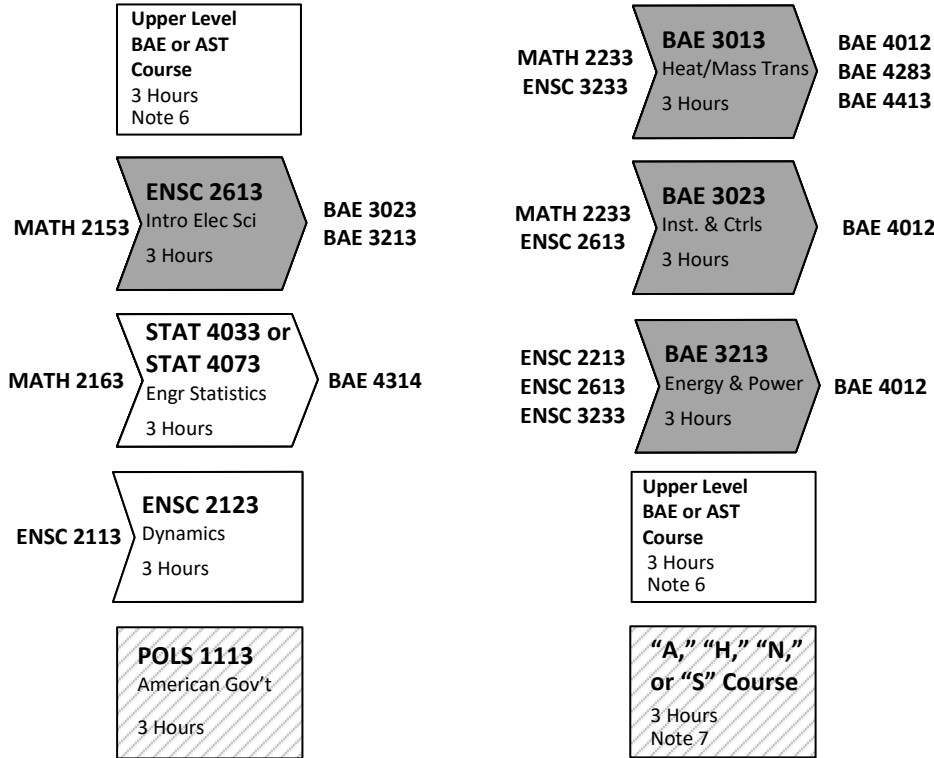 Upper Level
BAE or AST
Course
3 Hours
Note 6
MATH 2153
ENSC 2613
Intro Elec Sci
3 Hours
BAE 3023
BAE 3213
MATH 2163
STAT 4033 or
STAT 4073
Engr Statistics
3 Hours
BAE 4314
ENSC 2113
ENSC 2123
Dynamics
3 Hours
POLS 1113
American Gov't
3 Hours
MATH 2233
ENSC 3233
BAE 3013
Heat/Mass Trans
3 Hours
BAE 4012
BAE 4283
BAE 4413
MATH 2233
ENSC 2613
BAE 3023
Inst. & Ctrls
3 Hours
BAE 4012
ENSC 2213
ENSC 2613
ENSC 3233
BAE 3213
Energy & Power
3 Hours
BAE 4012
Upper Level
BAE or AST
Course
3 Hours
Note 6
“A,” “H,” “N,”
or “S” Course
3 Hours
Note 7